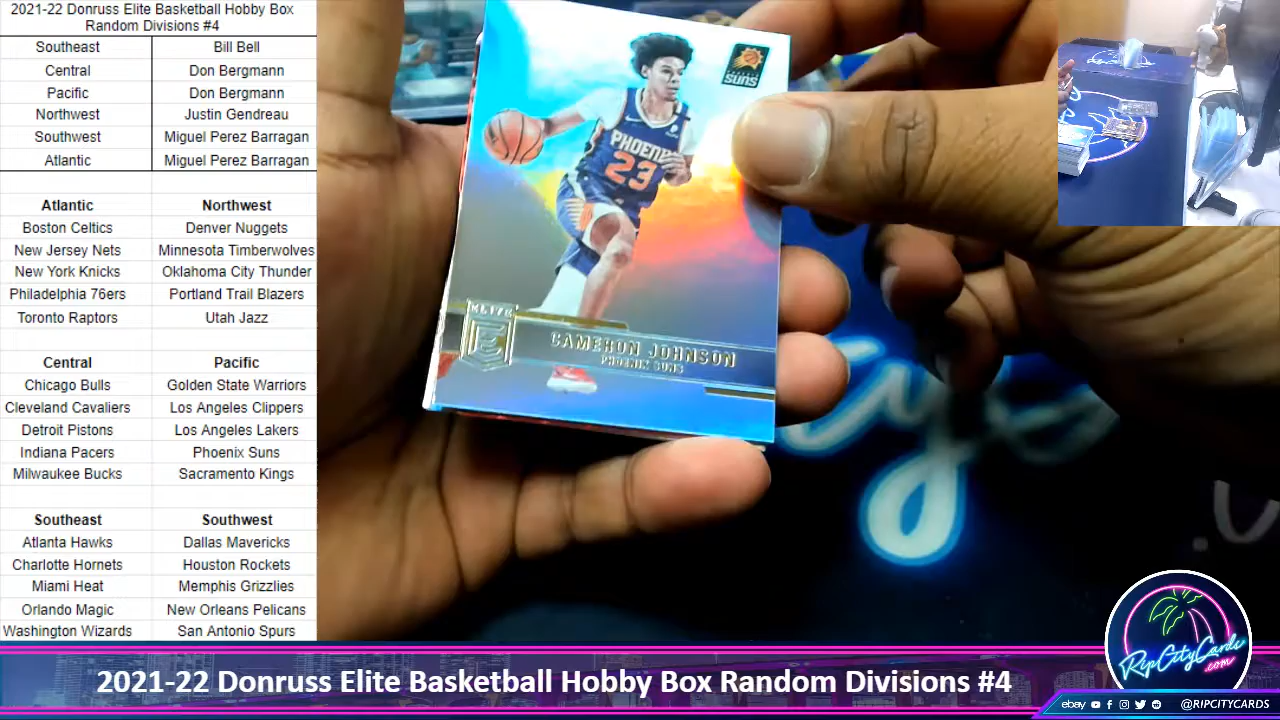 2021-22 Donruss Elite Basketball Hobby Box
Random Divisions #4
Southeast Bill Bell
Central Don Bergmann
Pacific Don Bergmann
Northwest Justin Gendreau
Southwest Miguel Perez Barragan
Atlantic Miguel Perez Barragan
Atlantic Northwest
Boston Celtics Denver Nuggets
New Jersey Nets Minnesota Timberwolves
New York Knicks Oklahoma City Thunder
Philadelphia 76ers Portland Trail Blazers
Toronto Raptors Utah Jazz
Central Pacific
Chicago Bulls Golden State Warriors
Cleveland Cavaliers Los Angeles Clippers
Detroit Pistons Los Angeles Lakers
Indiana Pacers Phoenix Suns
Milwaukee Bucks Sacramento Kings
Southeast Southwest
Atlanta Hawks Dallas Mavericks
Charlotte Hornets Houston Rockets
Miami Heat Memphis Grizzlies
Orlando Magic New Orleans Pelicans
Washington Wizards San Antonio Spurs
SUNS
PHOENIX
23
ELITE
E
CAMERON JOHNSON
PHOENIX SUNS
RipCityCards
.com
2021-22 Donruss Elite Basketball Hobby Box Random Divisions #4
ebay @RIPCITYCARDS